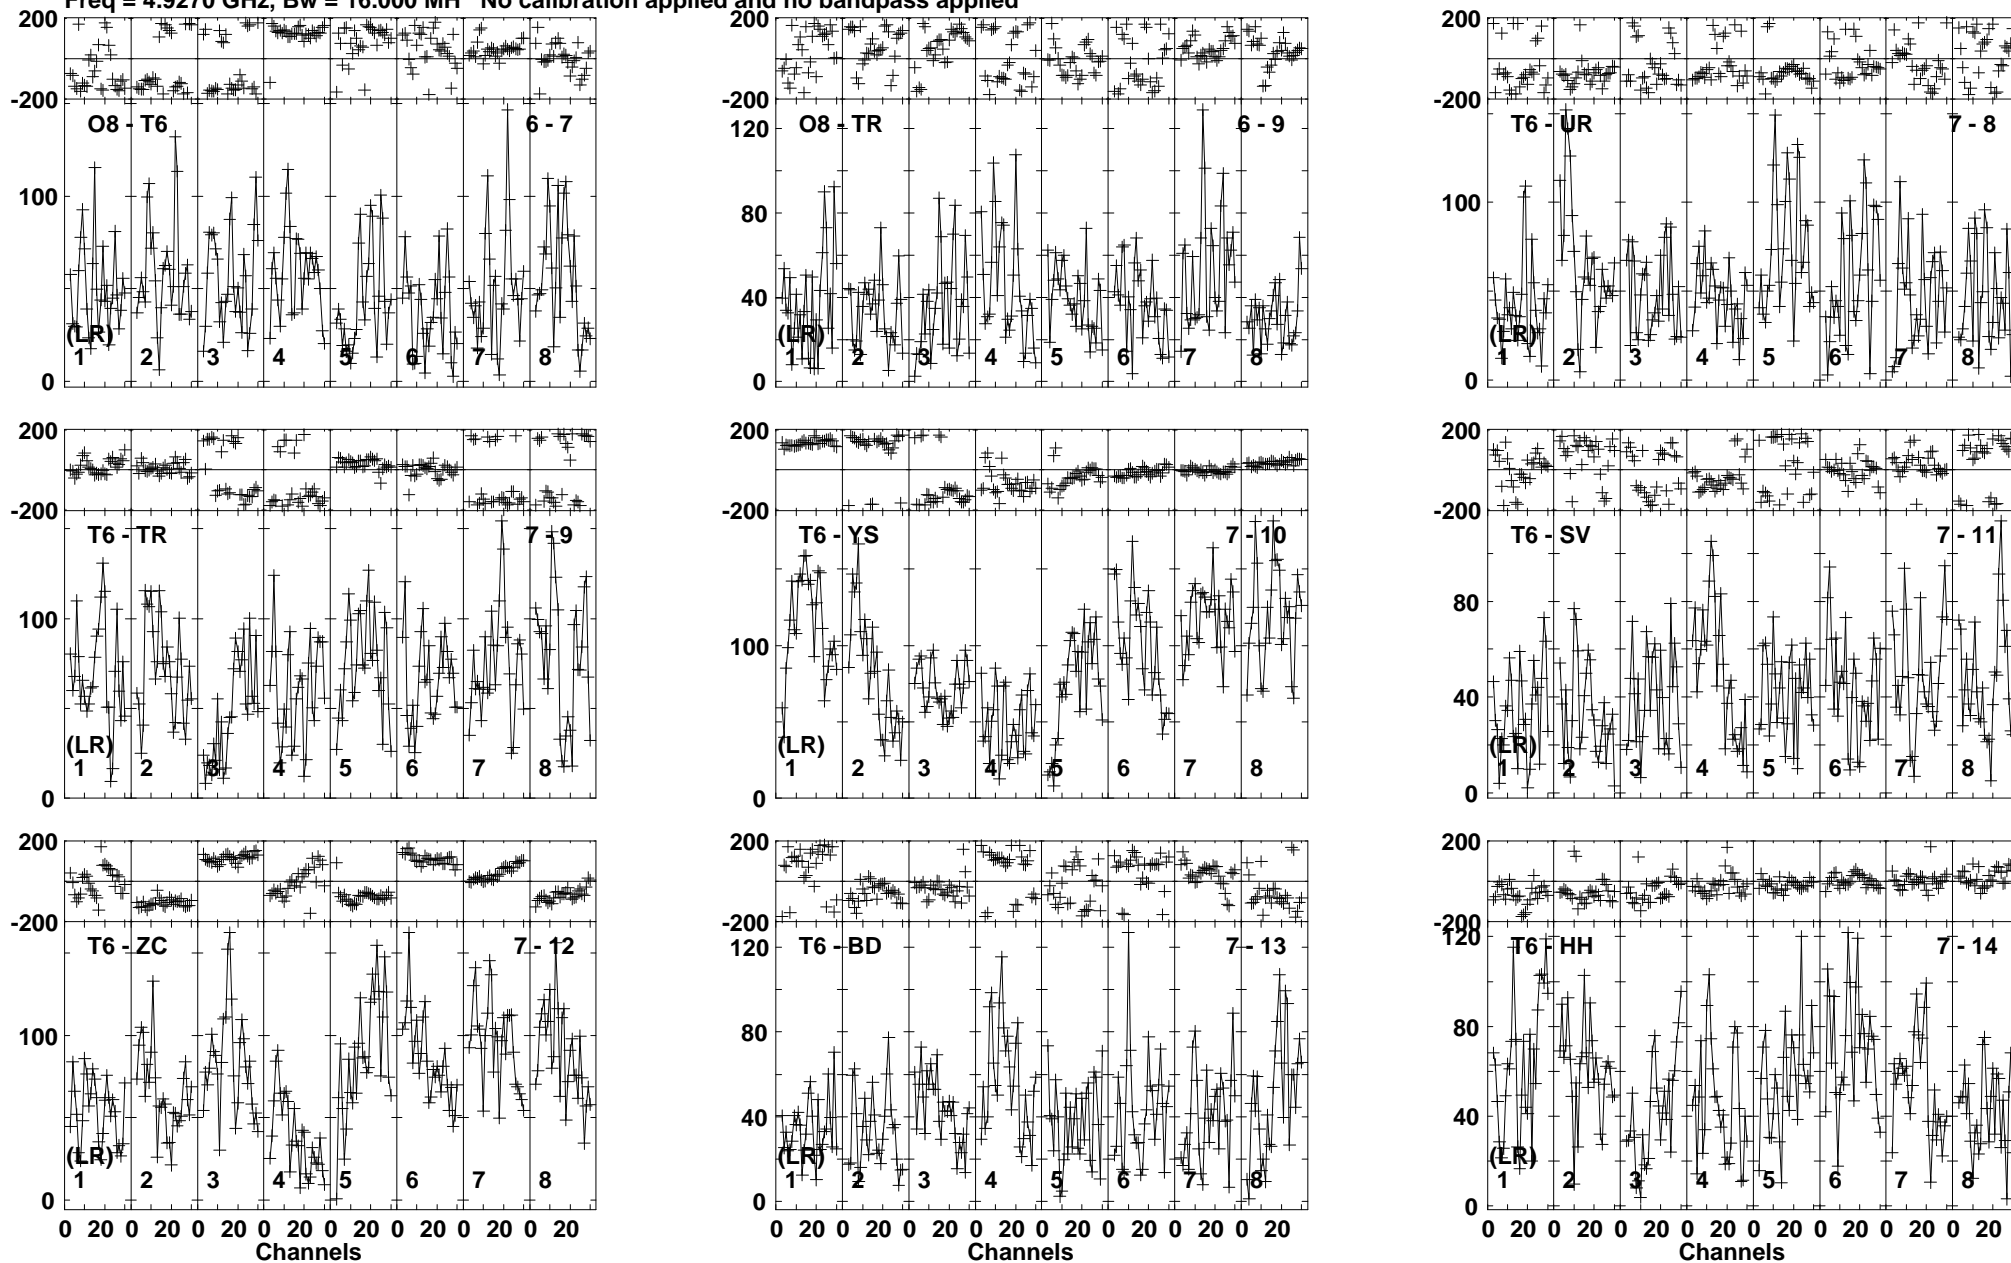 Freq = 4.9270 GHz, Bw = 16.000 MH No calibration applied and no bandpass applied
200
-200
O8 - T6 6 - 7
100
0
(LR)
1 2 3 4 5 6 7 8
200
-200
O8 - TR 6 - 9
120
80
40
0
(LR)
1 2 3 4 5 6 7 8
200
-200
T6 - UR 7 - 8
100
0
(LR)
1 2 3 4 5 6 7 8
200
-200
T6 - TR 7 - 9
100
0
(LR)
1 2 3 4 5 6 7 8
200
-200
T6 - YS 7 - 10
100
0
(LR)
1 2 3 4 5 6 7 8
200
-200
T6 - SV 7 - 11
80
40
0
(LR)
1 2 3 4 5 6 7 8
200
-200
T6 - ZC 7 - 12
100
0
(LR)
1 2 3 4 5 6 7 8
0 20 0 20 0 20 0 20 0 20 0 20 0 20 0 20
Channels
200
-200
T6 - BD 7 - 13
120
80
40
0
(LR)
1 2 3 4 5 6 7 8
0 20 0 20 0 20 0 20 0 20 0 20 0 20 0 20
Channels
200
-200
T6 - HH 7 - 14
120
80
40
0
(LR)
1 2 3 4 5 6 7 8
0 20 0 20 0 20 0 20 0 20 0 20 0 20 0 20
Channels